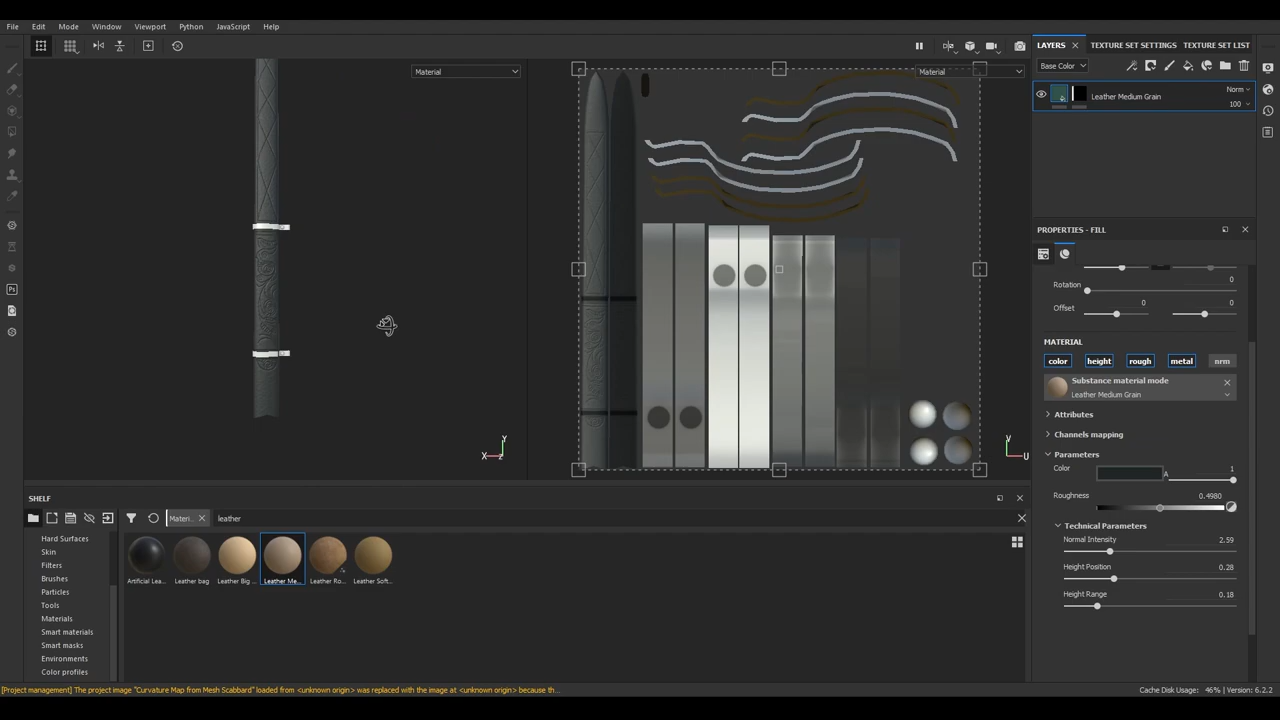 File Edit Mode Window Viewport Python JavaScript Help
Material
Material
Y
X Z
V
U
LAYERS TEXTURE SET SETTINGS TEXTURE SET LIST
Base Color
Leather Medium Grain
Norm
100
PROPERTIES - FILL
Rotation
0
Offset
0
0
MATERIAL
color height rough metal nrm
Substance material mode
Leather Medium Grain
Attributes
Channels mapping
Parameters
Color
A
1
Roughness
0.4980
Technical Parameters
Normal Intensity
2.59
Height Position
0.28
Height Range
0.18
SHELF
Materi...
leather
Hard Surfaces
Skin
Filters
Brushes
Particles
Tools
Materials
Smart materials
Smart masks
Environments
Color profiles
Artificial Lea...
Leather bag
Leather Big ...
Leather Me...
Leather Ro...
Leather Soft...
Ps
[Project management] The project image "Curvature Map from Mesh Scabbard" loaded from <unknown origin> was replaced with the image at <unknown origin> because th...
Cache Disk Usage: 46% | Version: 6.2.2